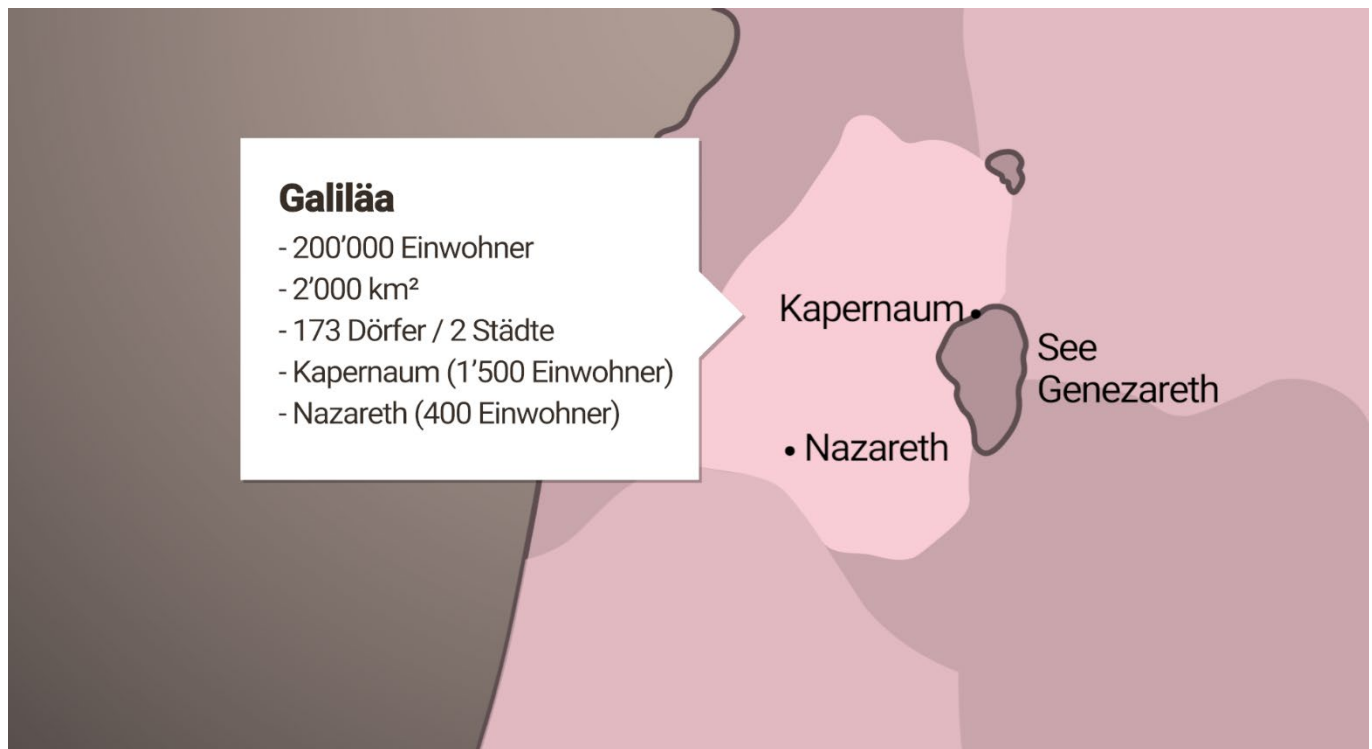 Galiläa
- 200’000 Einwohner
- 2’000 km²
- 173 Dörfer / 2 Städte
- Kapernaum (1’500 Einwohner)
- Nazareth (400 Einwohner)
Kapernaum
See
Genezareth
Nazareth